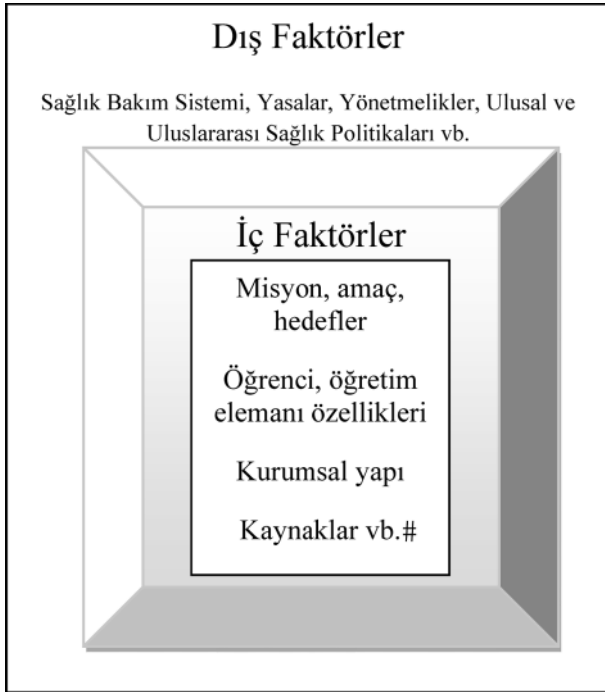 Dış Faktörler
Sağlık Bakım Sistemi, Yasalar, Yönetmelikler, Ulusal ve
Uluslararası Sağlık Politikaları vb.
İç Faktörler
Misyon, amaç,
hedefler
Öğrenci, öğretim
elemanı özellikleri
Kurumsal yapı
Kaynaklar vb.#